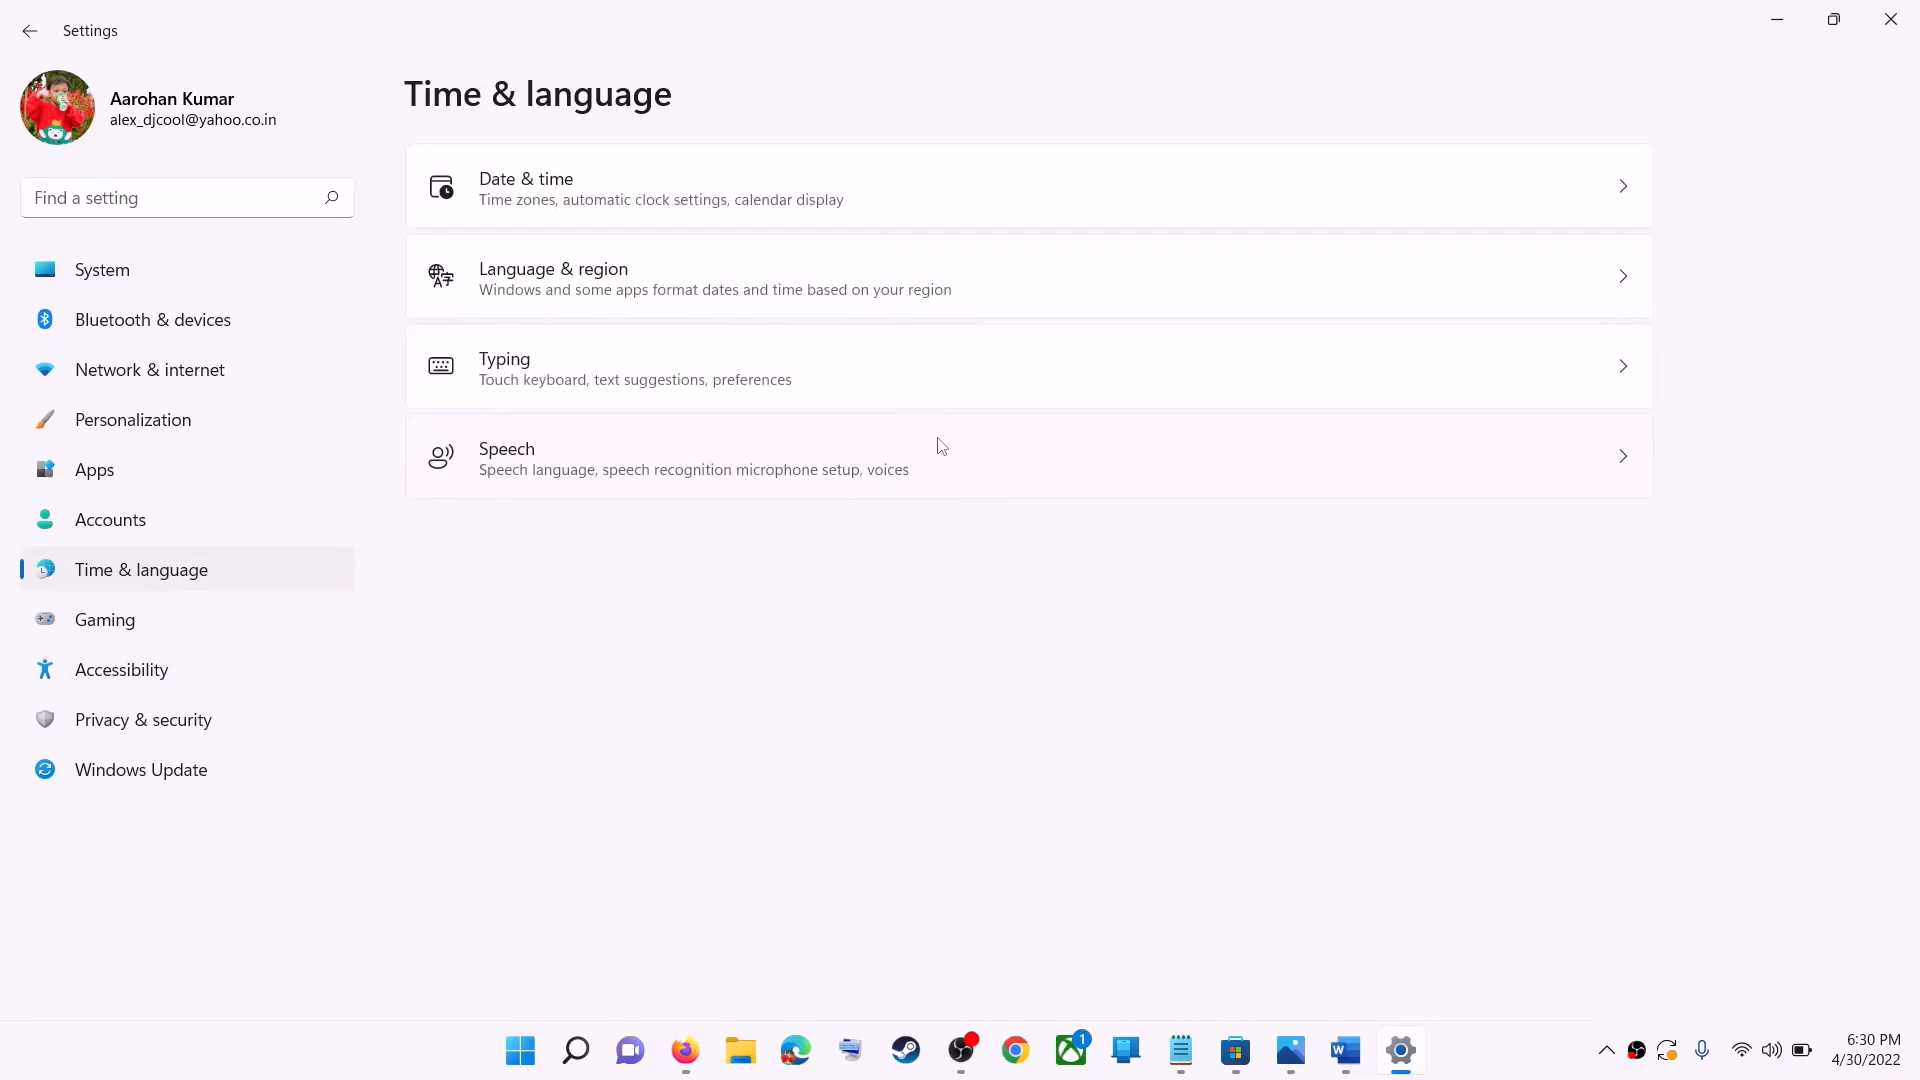 Settings
Aarohan Kumar
alex_djcool@yahoo.co.in
Find a setting
System
Bluetooth & devices
Network & internet
Personalization
Apps
Accounts
Time & language
Gaming
Accessibility
Privacy & security
Windows Update
Time & language
Date & time
Time zones, automatic clock settings, calendar display
Language & region
Windows and some apps format dates and time based on your region
Typing
Touch keyboard, text suggestions, preferences
Speech
Speech language, speech recognition microphone setup, voices
1
6:30 PM
4/30/2022